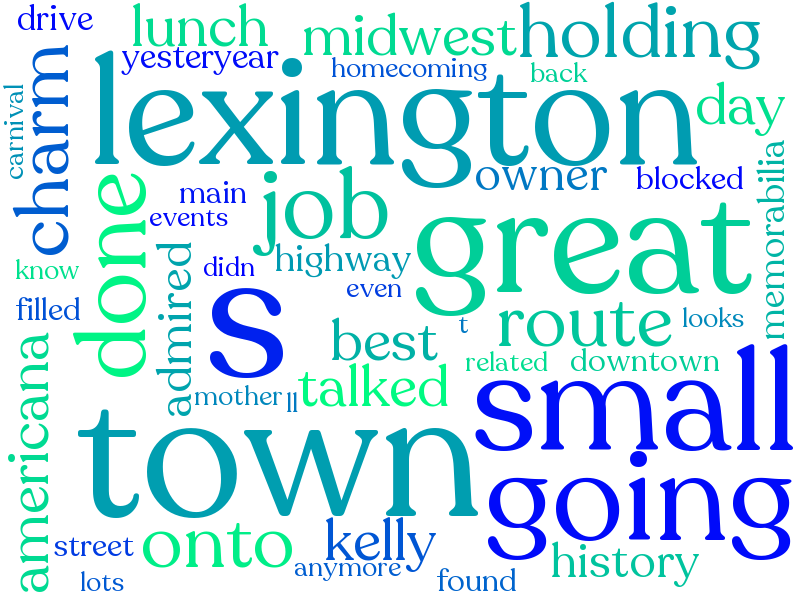 drive
lunch
midwest
holding
yesteryear
homecoming
back
carnival
charm
lexington
day
owner
blocked
main
events
done
job
great
memorabilia
know
admired
didn
highway
even
filled
s
t
route
looks
best
related
downtown
americana
mother
ll
talked
small
town
going
street
onto
kelly
anymore
history
lots
found